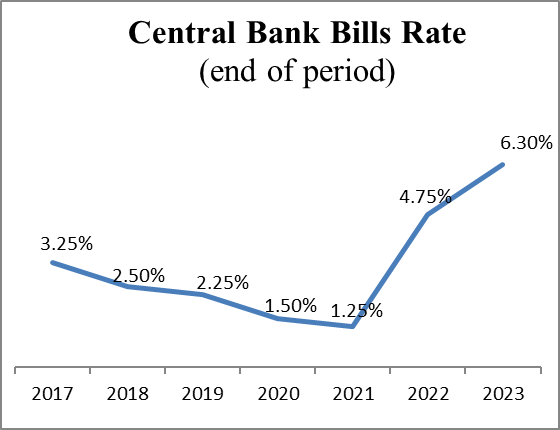 Central Bank Bills Rate
(end of period)
6.30%
4.75%
3.25%
2.50%
2.25%
1.50%
1.25%
2017 2018 2019 2020 2021 2022 2023